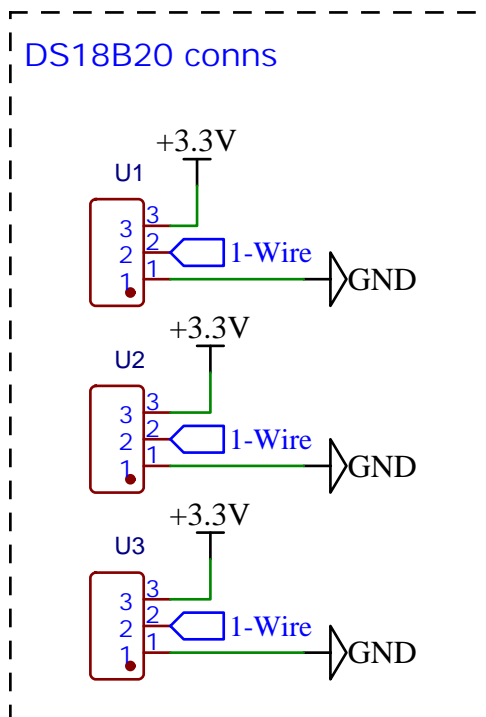 DS18B20 conns
+3.3V
U1
3 3
2 2 1-Wire
1 1 GND
+3.3V
U2
3 3
2 2 1-Wire
1 1 GND
+3.3V
U3
3 3
2 2 1-Wire
1 1 GND